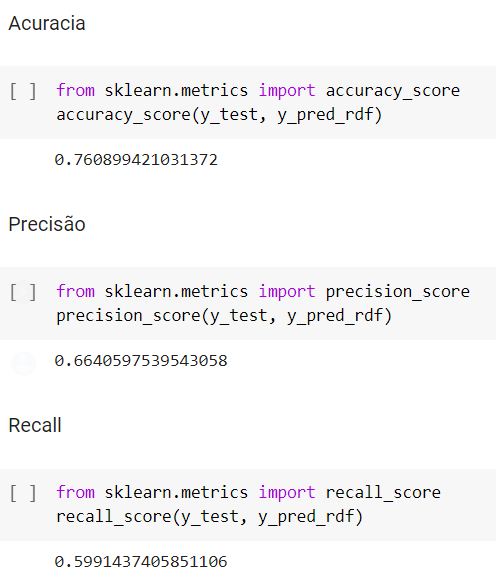 Acuracia
[ ] from sklearn.metrics import accuracy_score
accuracy_score(y_test, y_pred_rdf)
0.760899421031372
Precisão
[ ] from sklearn.metrics import precision_score
precision_score(y_test, y_pred_rdf)
0.6640597539543058
Recall
[ ] from sklearn.metrics import recall_score
recall_score(y_test, y_pred_rdf)
0.5991437405851106